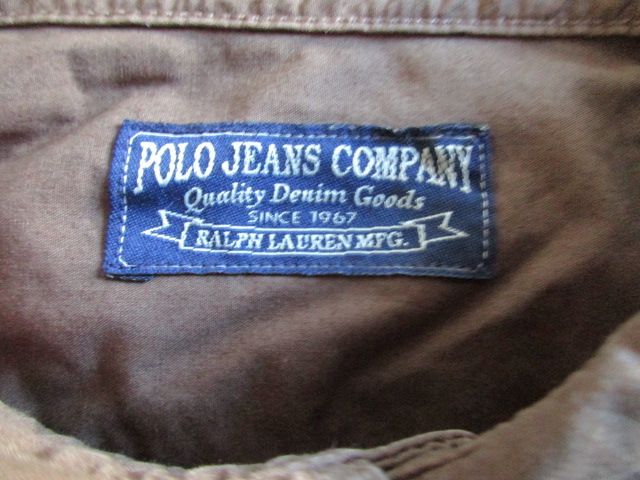 POLO JEANS COMPANY
Quality Denim Goods
SINCE 1967
RALPH LAUREN MFG.